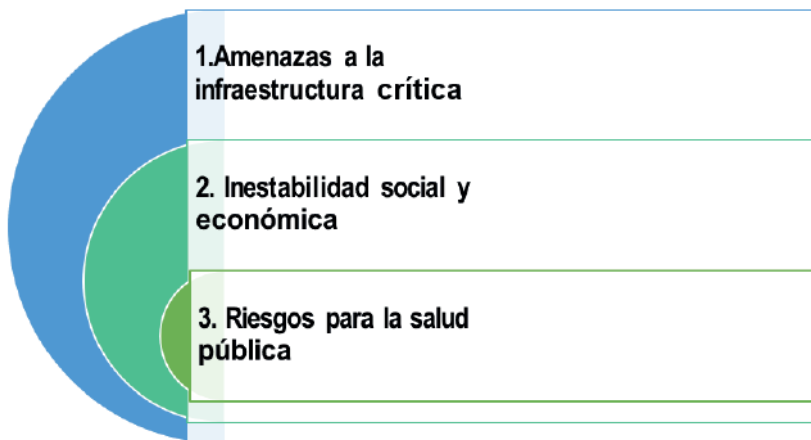 1.Amenazas a la
infraestructura crítica
2. Inestabilidad social y
económica
3. Riesgos para la salud
pública